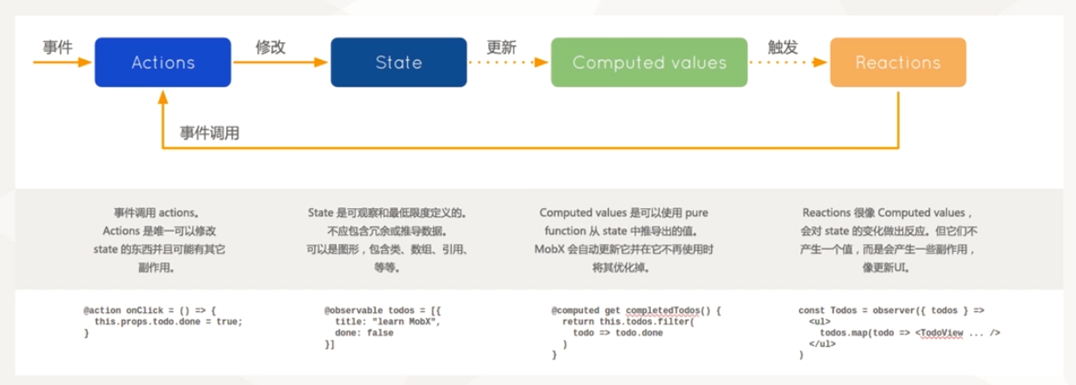 事件
Actions
修改
State
更新
Computed values
触发
Reactions
事件调用
事件调用 actions。
Actions 是唯一可以修改
state 的东西并且可能有其它
副作用。
State 是可观察和最低限度定义的。
不应包含冗余或推导数据。
可以是图形，包含类、数组、引用、
等等。
Computed values 是可以使用 pure
function 从 state 中推导出的值。
MobX 会自动更新它并在它不再使用时
将其优化掉。
Reactions 很像 Computed values，
会对 state 的变化做出反应。但它们不
产生一个值，而是会产生一些副作用，
像更新UI。
@action onClick = () => {
this.props.todo.done = true;
}
@observable todos = [{
title: "learn MobX",
done: false
}]
@computed get completedTodos() {
return this.todos.filter(
todo => todo.done
)
}
const Todos = observer({ todos } =>
<ul>
todos.map(todo => <TodoView ... />
</ul>
)